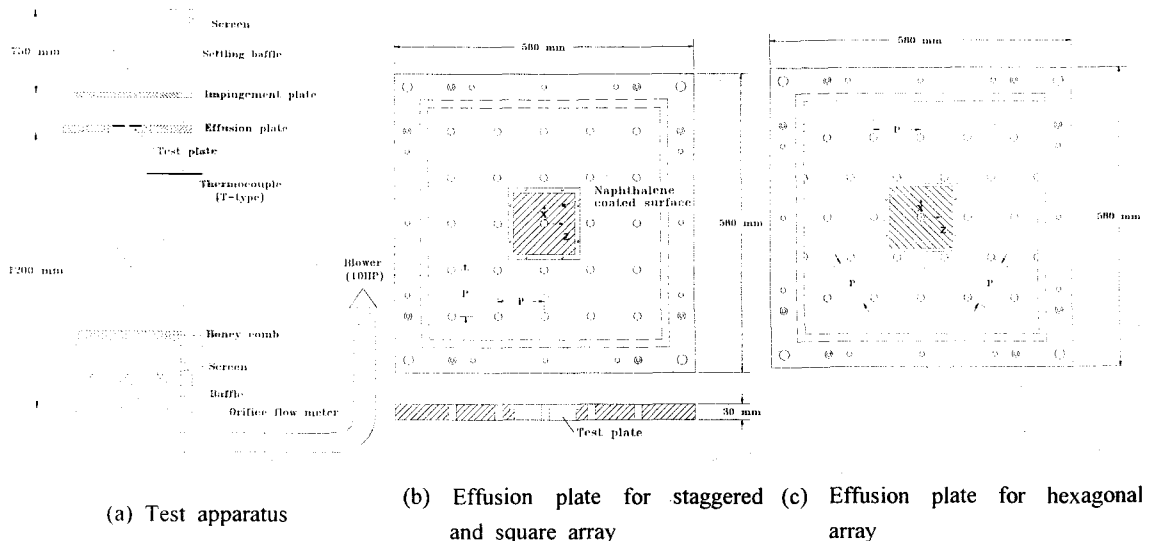 Screen
750 mm
Settling baffle
Impingement plate
Effusion plate
Test plate
Thermocouple
(T-type)
1200 mm
Blower
(10HP)
Honey comb
Screen
Baffle
Orifice flow meter
(a) Test apparatus
580 mm
Naphthalene
coated surface
X
Z
580 mm
P
P
30 mm
Test plate
(b) Effusion plate for staggered
and square array
580 mm
P
X
Z
580 mm
P
P
(c) Effusion plate for hexagonal
array